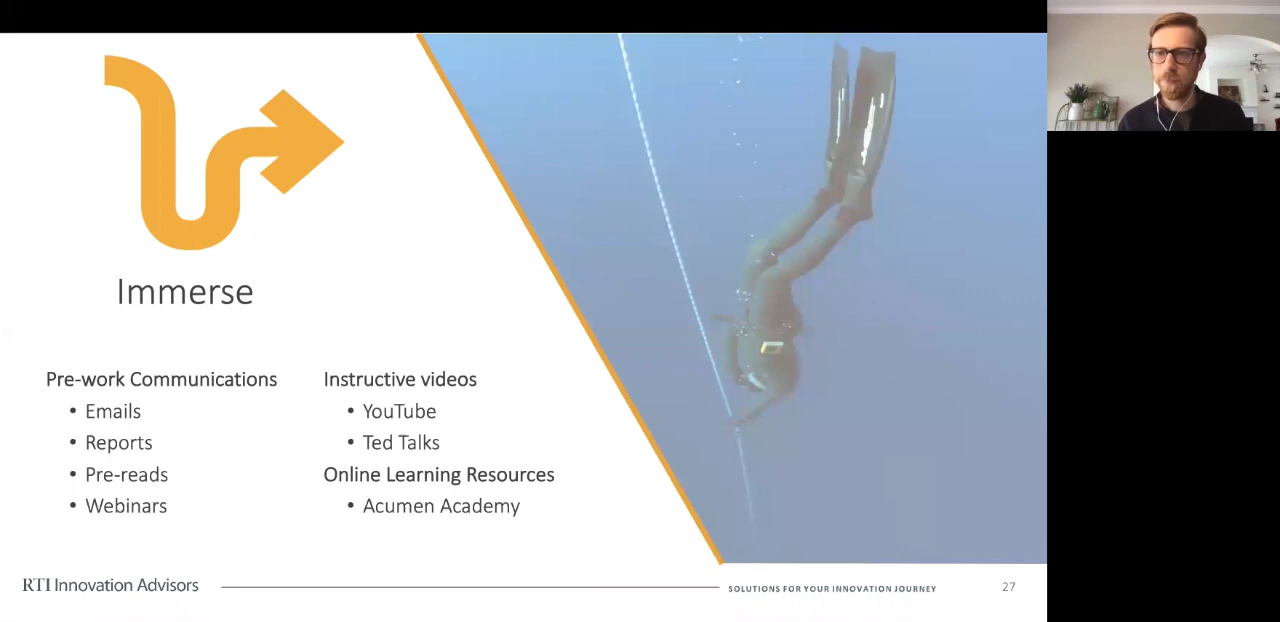 Immerse
Pre-work Communications
• Emails
• Reports
• Pre-reads
• Webinars
Instructive videos
• YouTube
• Ted Talks
Online Learning Resources
• Acumen Academy
RTI Innovation Advisors
SOLUTIONS FOR YOUR INNOVATION JOURNEY
27